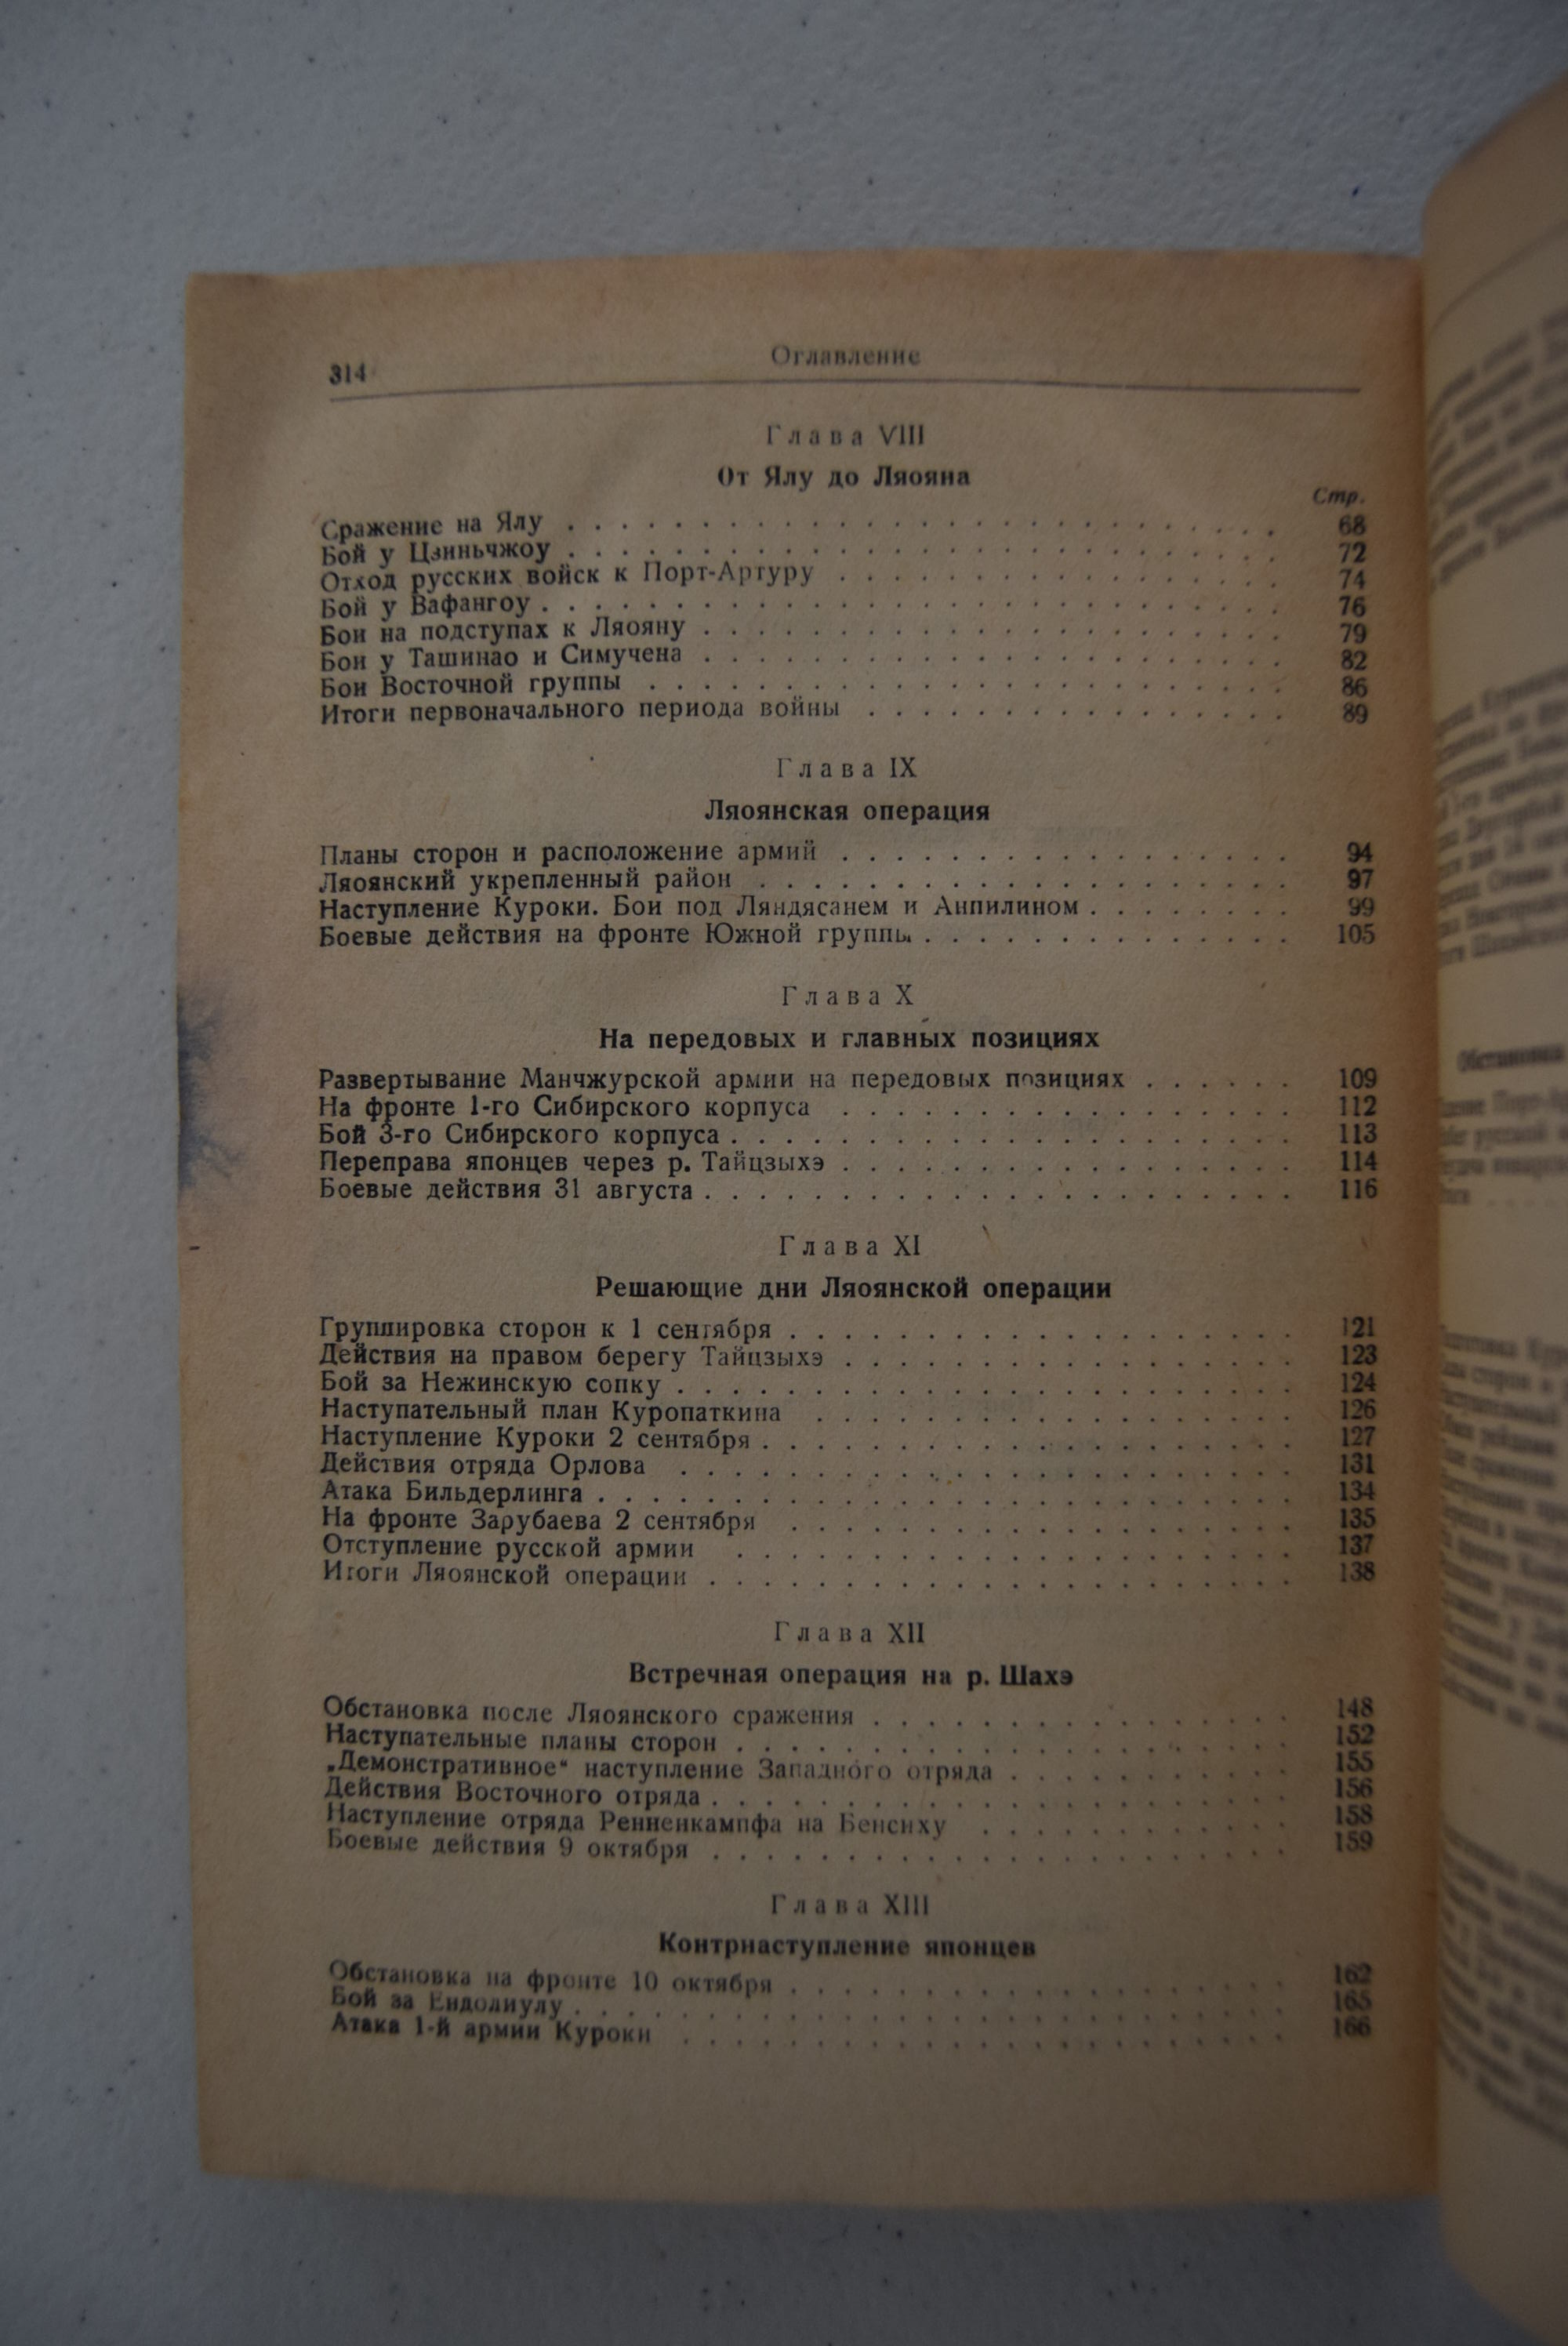 314
Оглавление
Глава VIII
От Ялу до Ляояна
Стр.
Сражение на Ялу . . . . . . . . . . . . . . . . . . . . . . . . . . . 68
Бой у Цзиньчжоу . . . . . . . . . . . . . . . . . . . . . . . . . . . 72
Отход русских войск к Порт-Артуру . . . . . . . . . . . . . . . . . 74
Бой у Вафангоу . . . . . . . . . . . . . . . . . . . . . . . . . . . . 76
Бои на подступах к Ляояну . . . . . . . . . . . . . . . . . . . . . . 79
Бои у Ташинао и Симучена . . . . . . . . . . . . . . . . . . . . . . 82
Бои Восточной группы . . . . . . . . . . . . . . . . . . . . . . . . 86
Итоги первоначального периода войны . . . . . . . . . . . . . . . . 89
Глава IX
Ляоянская операция
Планы сторон и расположение армий . . . . . . . . . . . . . . . . . 94
Ляоянский укрепленный район . . . . . . . . . . . . . . . . . . . . 97
Наступление Куроки. Бои под Ляндясанем и Анпилином . . . . . . . . 99
Боевые действия на фронте Южной группы . . . . . . . . . . . . . . 105
Глава X
На передовых и главных позициях
Развертывание Манчжурской армии на передовых позициях . . . . . . 109
На фронте 1-го Сибирского корпуса . . . . . . . . . . . . . . . . . 112
Бой 3-го Сибирского корпуса . . . . . . . . . . . . . . . . . . . . . 113
Переправа японцев через р. Тайцзыхэ . . . . . . . . . . . . . . . . . 114
Боевые действия 31 августа . . . . . . . . . . . . . . . . . . . . . . 116
Глава XI
Решающие дни Ляоянской операции
Группировка сторон к 1 сентября . . . . . . . . . . . . . . . . . . . 121
Действия на правом берегу Тайцзыхэ . . . . . . . . . . . . . . . . . 123
Бой за Нежинскую сопку . . . . . . . . . . . . . . . . . . . . . . . 124
Наступательный план Куропаткина . . . . . . . . . . . . . . . . . . 126
Наступление Куроки 2 сентября . . . . . . . . . . . . . . . . . . . . 127
Действия отряда Орлова . . . . . . . . . . . . . . . . . . . . . . . 131
Атака Бильдерлинга . . . . . . . . . . . . . . . . . . . . . . . . . . 134
На фронте Зарубаева 2 сентября . . . . . . . . . . . . . . . . . . . 135
Отступление русской армии . . . . . . . . . . . . . . . . . . . . . 137
Итоги Ляоянской операции . . . . . . . . . . . . . . . . . . . . . . 138
Глава XII
Встречная операция на р. Шахэ
Обстановка после Ляоянского сражения . . . . . . . . . . . . . . . . 148
Наступательные планы сторон . . . . . . . . . . . . . . . . . . . . . 152
„Демонстративное“ наступление Западного отряда . . . . . . . . . . . 155
Действия Восточного отряда . . . . . . . . . . . . . . . . . . . . . . 156
Наступление отряда Ренненкампфа на Бенсиху . . . . . . . . . . . . 158
Боевые действия 9 октября . . . . . . . . . . . . . . . . . . . . . . 159
Глава XIII
Контрнаступление японцев
Обстановка на фронте 10 октября . . . . . . . . . . . . . . . . . . . 162
Бой за Ендолиулу . . . . . . . . . . . . . . . . . . . . . . . . . . . 165
Атака 1-й армии Куроки . . . . . . . . . . . . . . . . . . . . . . . 166